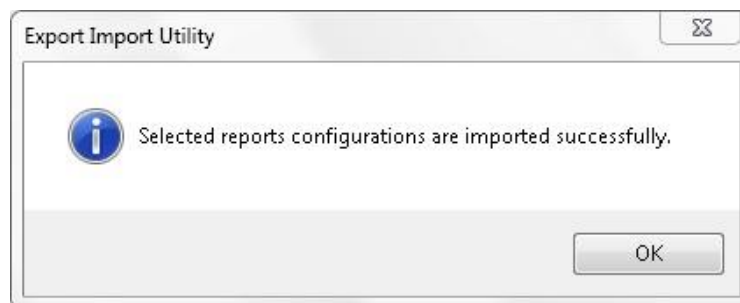 Export Import Utility
Selected reports configurations are imported successfully.
OK